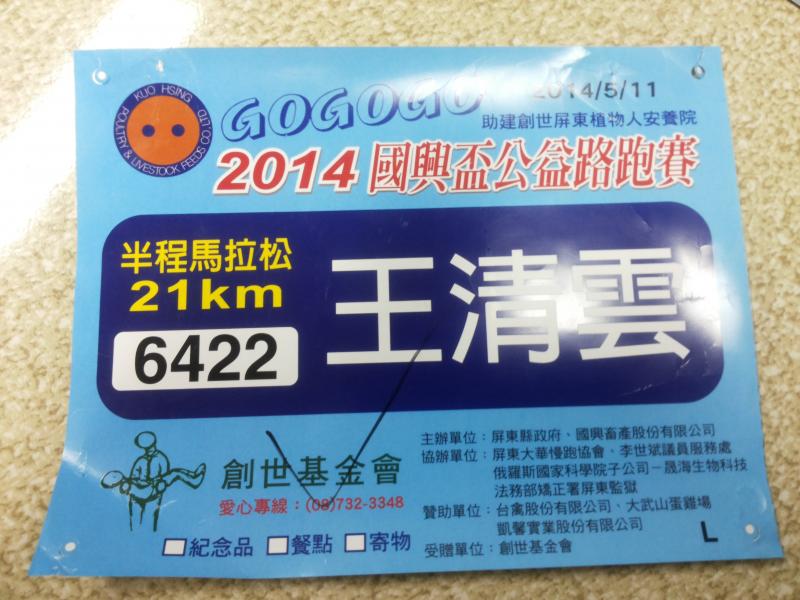 KUO HSING
POULTRY & LIVESTOCK FEEDS CO. LTD
GOGOGO
2014/5/11
助建創世屏東植物人安養院
2014 國興盃公益路跑賽
半程馬拉松
21km
6422
王清雲
創世基金會
愛心專線：(08)732-3348
□紀念品 □餐點 □寄物
主辦單位：屏東縣政府、國興畜產股份有限公司
協辦單位：屏東大華慢跑協會、李世斌議員服務處
俄羅斯國家科學院子公司－晟海生物科技
法務部矯正署屏東監獄
贊助單位：台禽股份有限公司、大武山蛋雞場
凱馨實業股份有限公司
受贈單位：創世基金會
L